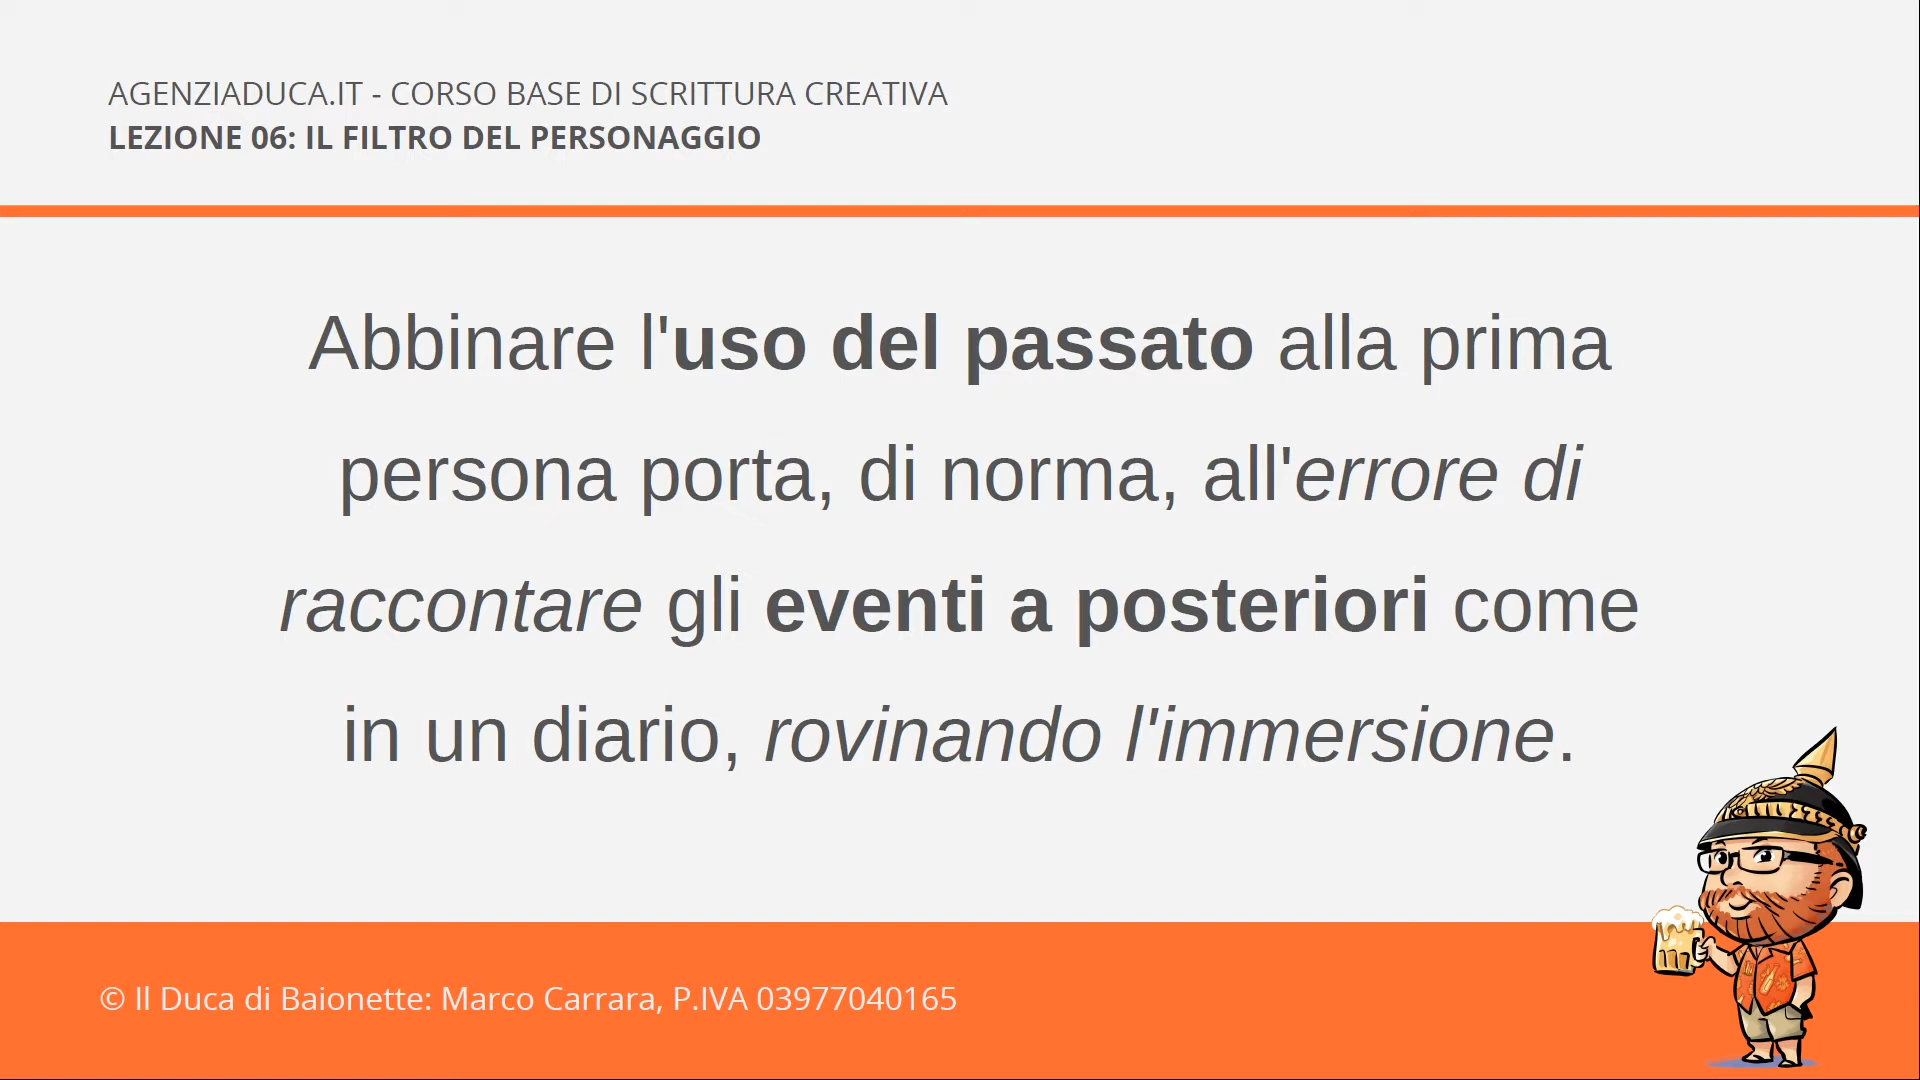 AGENZIADUCA.IT - CORSO BASE DI SCRITTURA CREATIVA
LEZIONE 06: IL FILTRO DEL PERSONAGGIO
Abbinare l'uso del passato alla prima
persona porta, di norma, all'errore di
raccontare gli eventi a posteriori come
in un diario, rovinando l'immersione.
© Il Duca di Baionette: Marco Carrara, P.IVA 03977040165